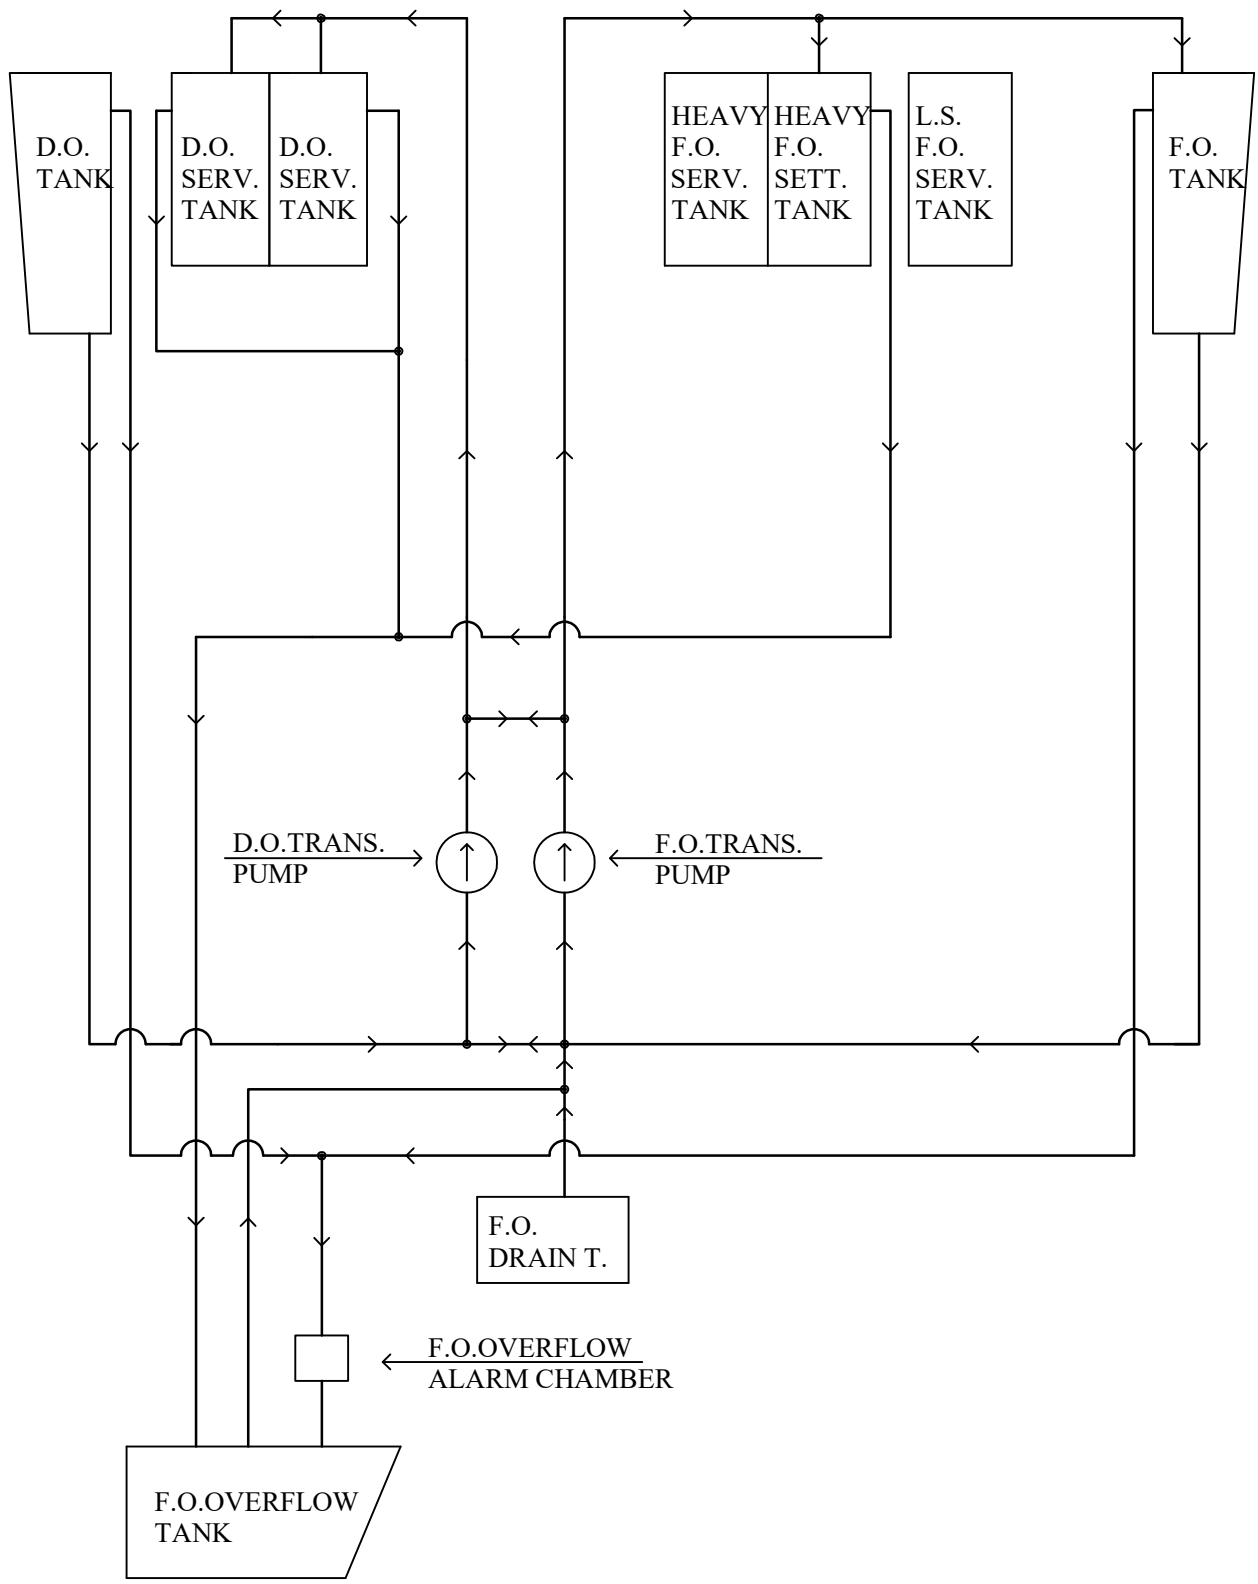 D.O.
TANK
D.O.
SERV.
TANK
D.O.
SERV.
TANK
HEAVY
F.O.
SERV.
TANK
HEAVY
F.O.
SETT.
TANK
L.S.
F.O.
SERV.
TANK
F.O.
TANK
D.O.TRANS.
PUMP
F.O.TRANS.
PUMP
F.O.
DRAIN T.
F.O.OVERFLOW
ALARM CHAMBER
F.O.OVERFLOW
TANK